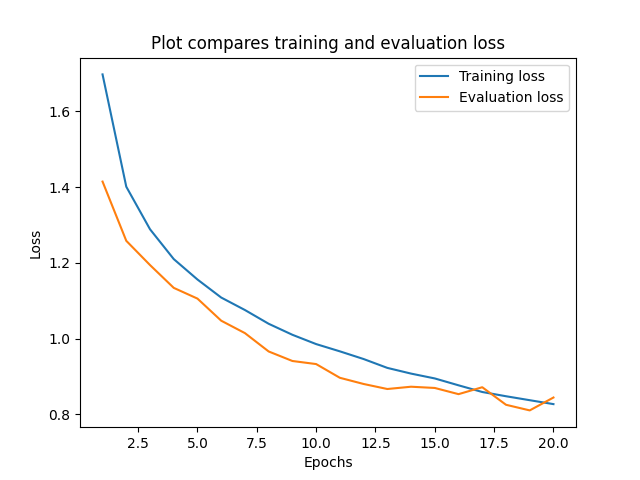 Plot compares training and evaluation loss
Training loss
Evaluation loss
1.6
1.4
1.2
1.0
0.8
Loss
2.5 5.0 7.5 10.0 12.5 15.0 17.5 20.0
Epochs